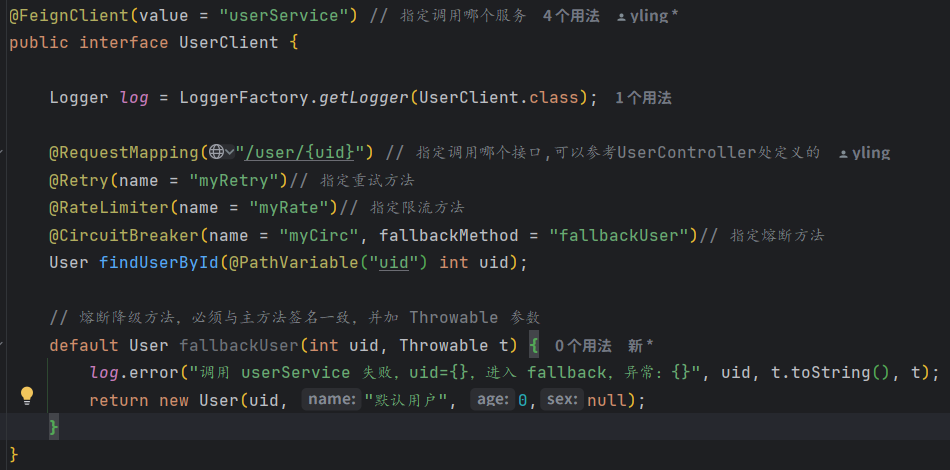 @FeignClient(value = "userService") // 指定调用哪个服务 4个用法 yling *
public interface UserClient {
Logger log = LoggerFactory.getLogger(UserClient.class); 1个用法
@RequestMapping("/user/{uid}") // 指定调用哪个接口,可以参考UserController处定义的 yling
@Retry(name = "myRetry")// 指定重试方法
@RateLimiter(name = "myRate")// 指定限流方法
@CircuitBreaker(name = "myCirc", fallbackMethod = "fallbackUser")// 指定熔断方法
User findUserById(@PathVariable("uid") int uid);
// 熔断降级方法，必须与主方法签名一致，并加 Throwable 参数
default User fallbackUser(int uid, Throwable t) { 0个用法 新 *
log.error("调用 userService 失败，uid={}，进入 fallback，异常：{}", uid, t.toString(), t);
return new User(uid, name: "默认用户", age: 0, sex: null);
}
}